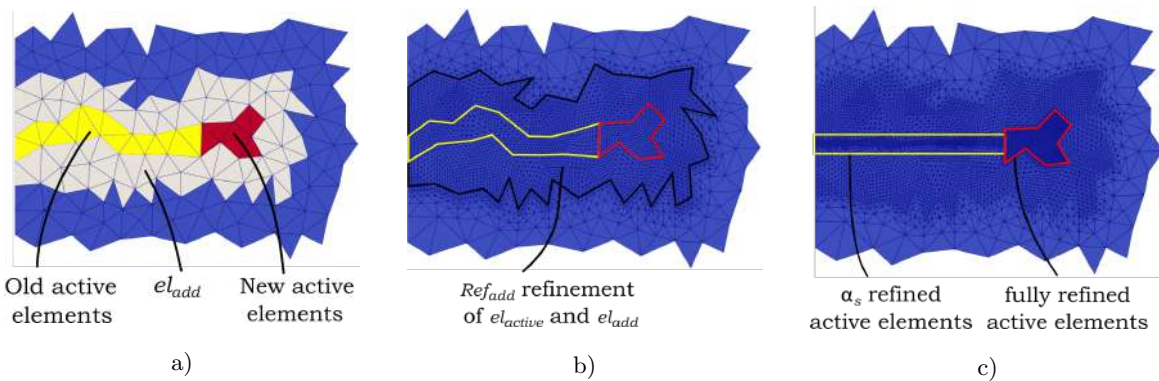 Old active
elements
el_add
New active
elements
Ref_add refinement
of el_active and el_add
α_s refined
active elements
fully refined
active elements
a)
b)
c)